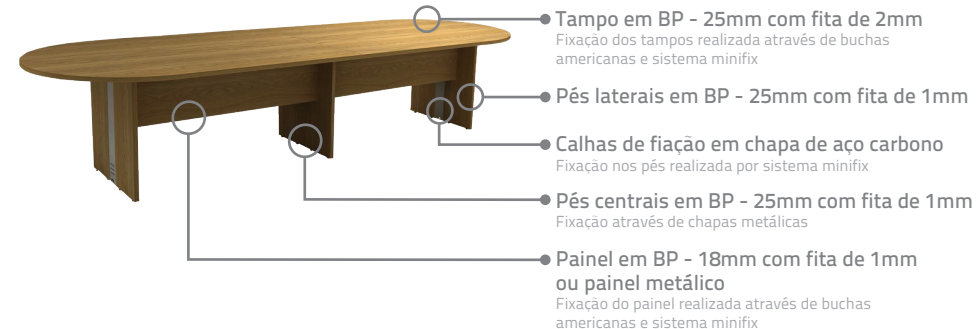 Tampo em BP - 25mm com fita de 2mm
Fixação dos tampos realizada através de buchas
americanas e sistema minifix
Pés laterais em BP - 25mm com fita de 1mm
Calhas de fiação em chapa de aço carbono
Fixação nos pés realizada por sistema minifix
Pés centrais em BP - 25mm com fita de 1mm
Fixação através de chapas metálicas
Painel em BP - 18mm com fita de 1mm
ou painel metálico
Fixação do painel realizada através de buchas
americanas e sistema minifix